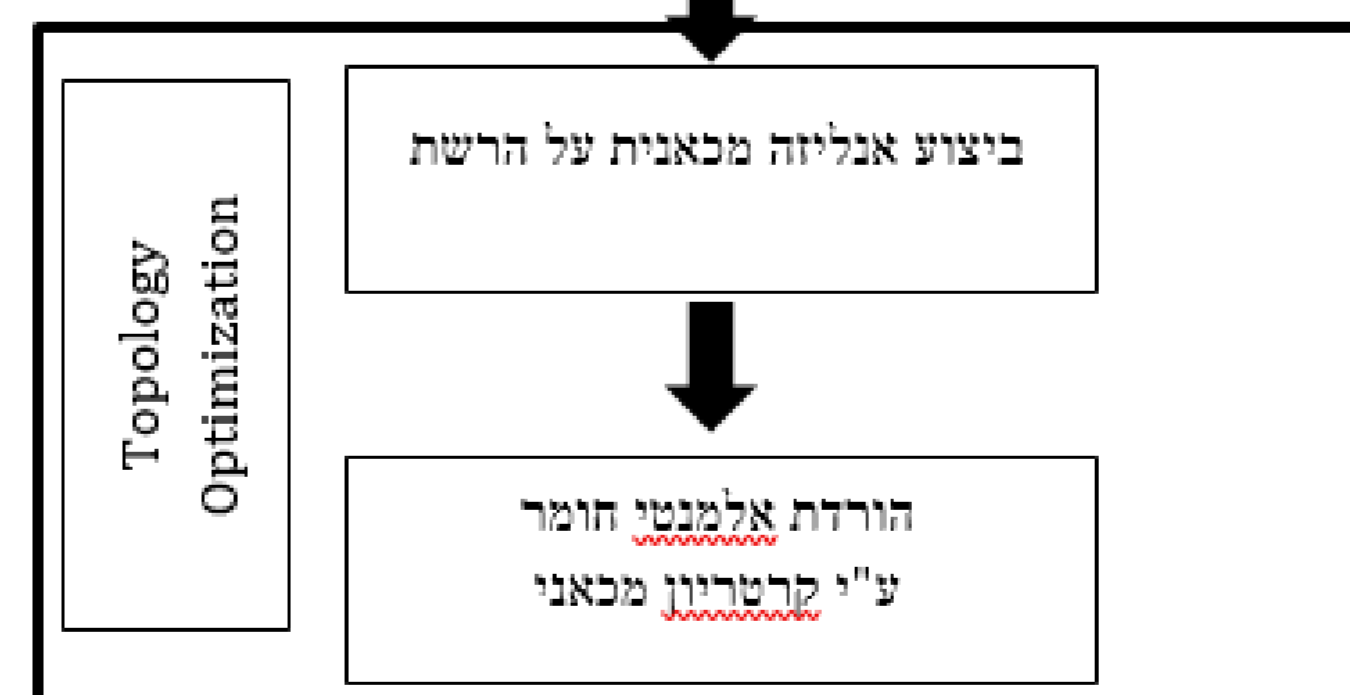 Topology
Optimization
ביצוע אנליזה מכאנית על הרשת
הורדת אלמנטי חומר
ע"י קרטריון מכאני